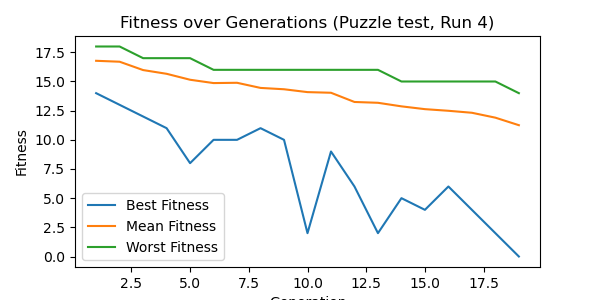 Fitness over Generations (Puzzle test, Run 4)
17.5
15.0
12.5
10.0
7.5
5.0
2.5
0.0
Fitness
Best Fitness
Mean Fitness
Worst Fitness
2.5 5.0 7.5 10.0 12.5 15.0 17.5
Generation